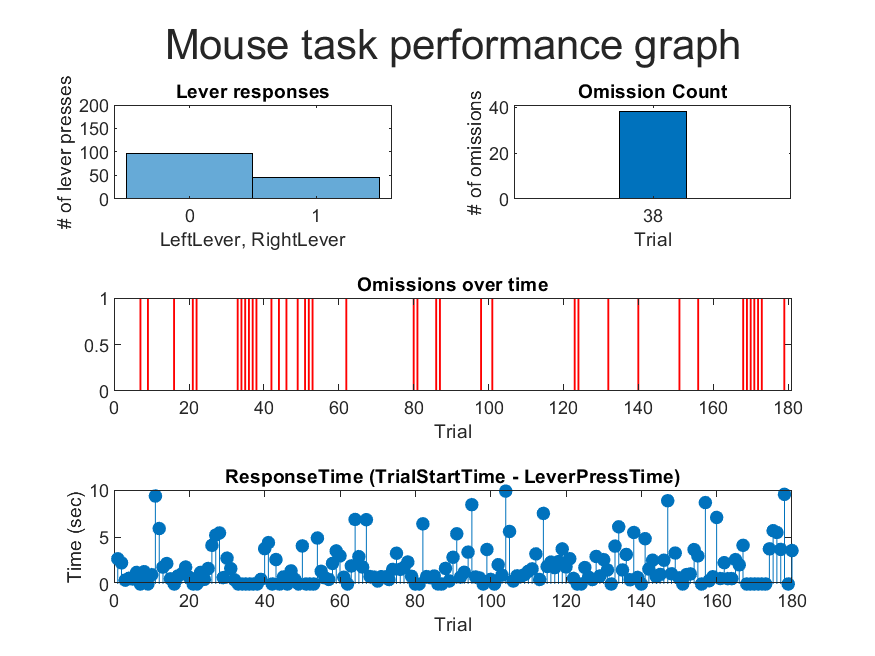 Mouse task performance graph
Lever responses
# of lever presses
200
150
100
50
0
0 1
LeftLever, RightLever
Omission Count
# of omissions
40
20
0
38
Trial
Omissions over time
1
0.5
0
0 20 40 60 80 100 120 140 160 180
Trial
ResponseTime (TrialStartTime - LeverPressTime)
Time (sec)
10
5
0
0 20 40 60 80 100 120 140 160 180
Trial